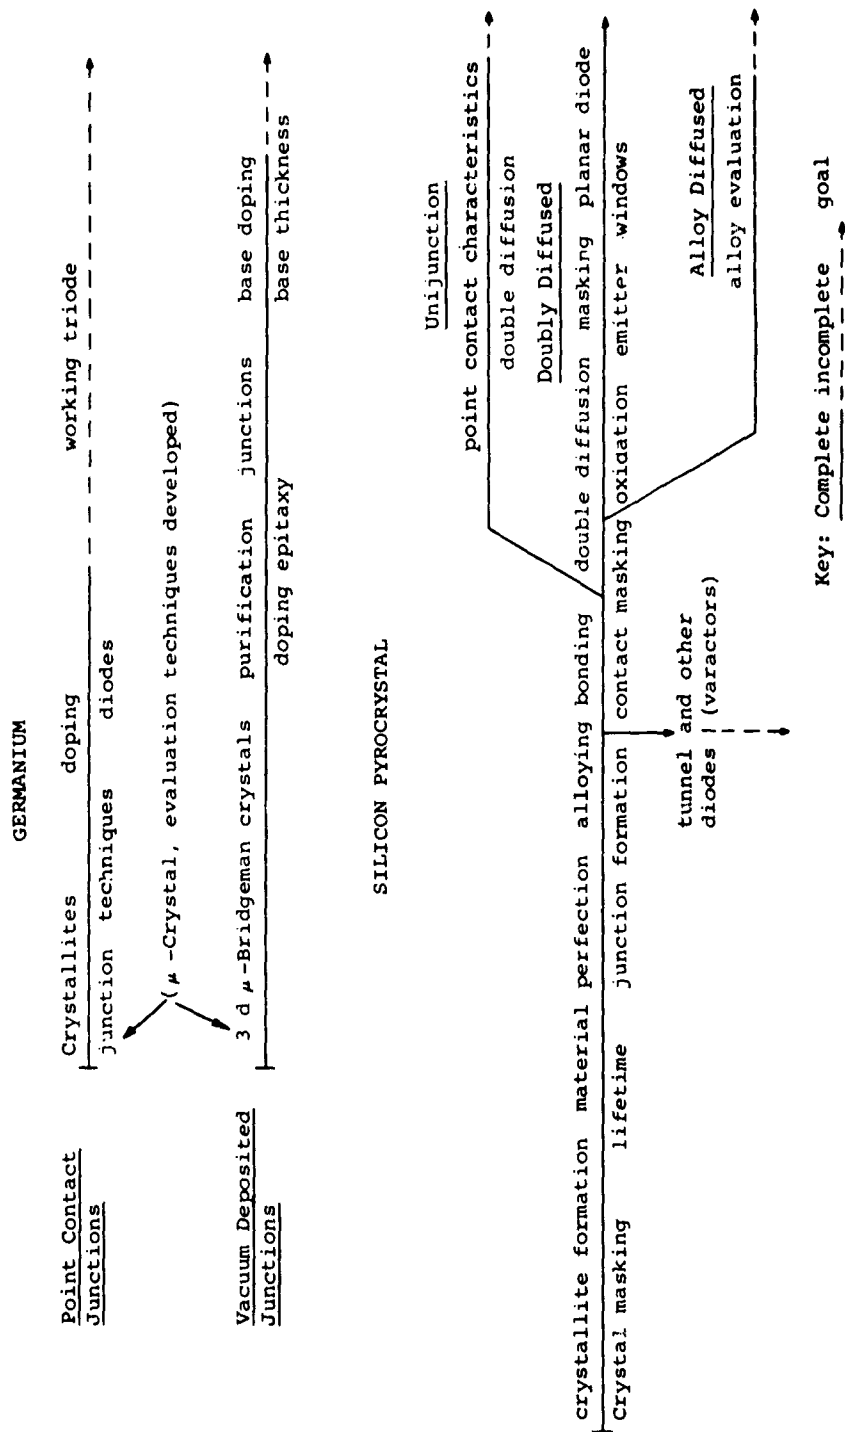 GERMANIUM
Point Contact
Junctions
Crystallites doping working triode
junction techniques diodes
(μ-Crystal, evaluation techniques developed)
Vacuum Deposited
Junctions
3 d μ-Bridgeman crystals purification junctions base doping
doping epitaxy base thickness
SILICON PYROCRYSTAL
Unijunction
point contact characteristics
double diffusion
Doubly Diffused
crystallite formation material perfection alloying bonding double diffusion masking planar diode
Crystal masking lifetime junction formation contact masking oxidation emitter windows
tunnel and other
diodes (varactors)
Alloy Diffused
alloy evaluation
Key: Complete incomplete goal